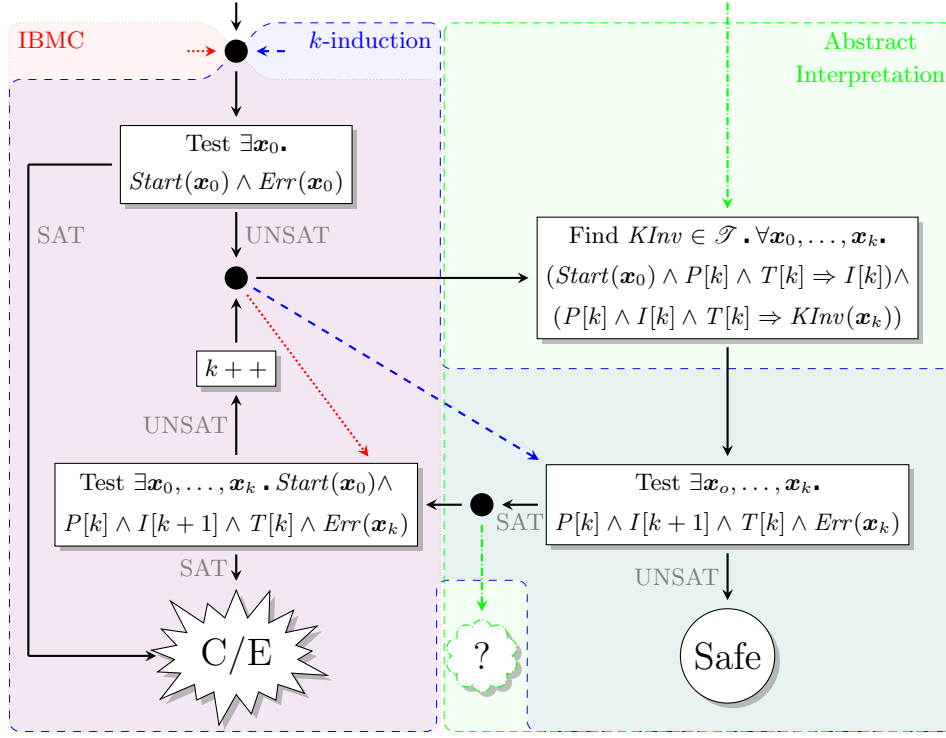 IBMC
k-induction
Abstract
Interpretation
Test ∃𝒙₀.
Start(𝒙₀) ∧ Err(𝒙₀)
SAT
UNSAT
Find KInv ∈ 𝒯 . ∀𝒙₀, . . . , 𝒙ₖ.
(Start(𝒙₀) ∧ P[k] ∧ T[k] ⇒ I[k])∧
(P[k] ∧ I[k] ∧ T[k] ⇒ KInv(𝒙ₖ))
k + +
UNSAT
Test ∃𝒙₀, . . . , 𝒙ₖ . Start(𝒙₀)∧
P[k] ∧ I[k + 1] ∧ T[k] ∧ Err(𝒙ₖ)
SAT
Test ∃𝒙ₒ, . . . , 𝒙ₖ.
P[k] ∧ I[k + 1] ∧ T[k] ∧ Err(𝒙ₖ)
SAT
UNSAT
C/E
?
Safe